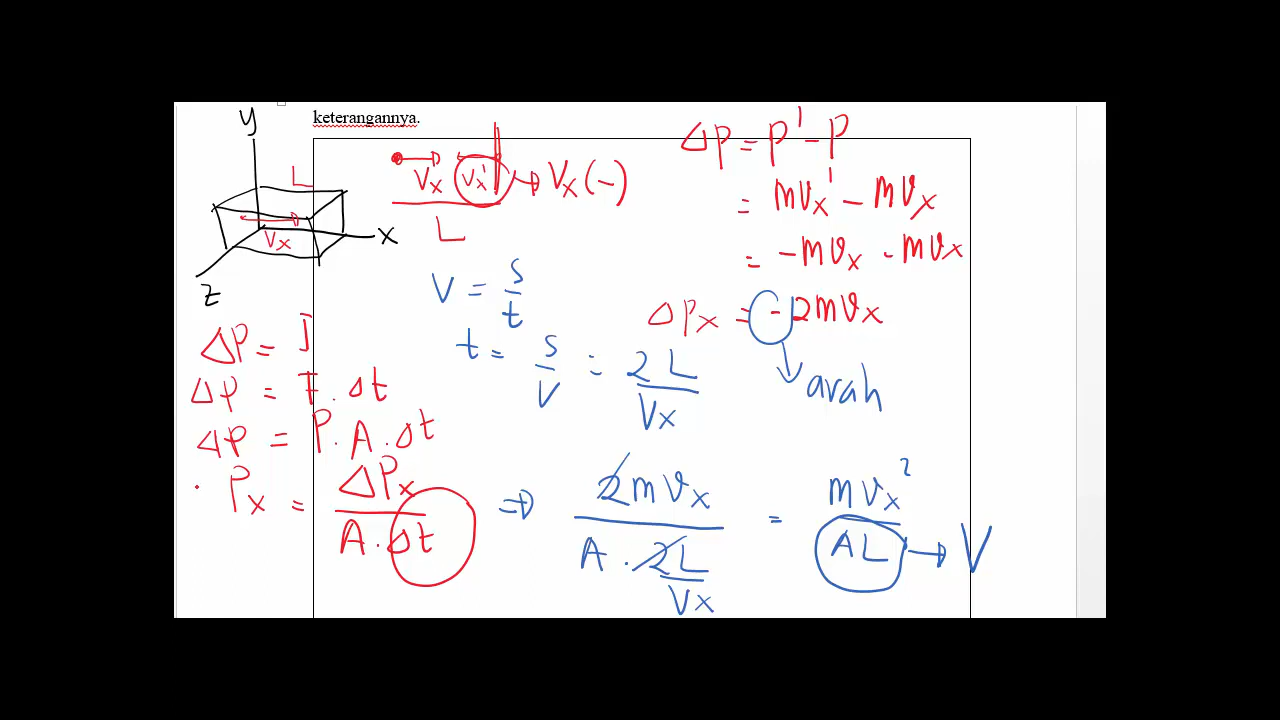 keterangannya.
y
L
Vx
x
z
Vx Vx' → Vx (-)
L
Δp = p' - p
= mvx' - mvx
= -mvx - mvx
Δpx = -2mvx
arah
V = s/t
t = s/v = 2L/Vx
ΔP = I
ΔP = F . Δt
ΔP = P . A . Δt
Px = ΔPx / A . Δt ⇒ 2mvx / A . 2L/Vx = mvx² / AL → V